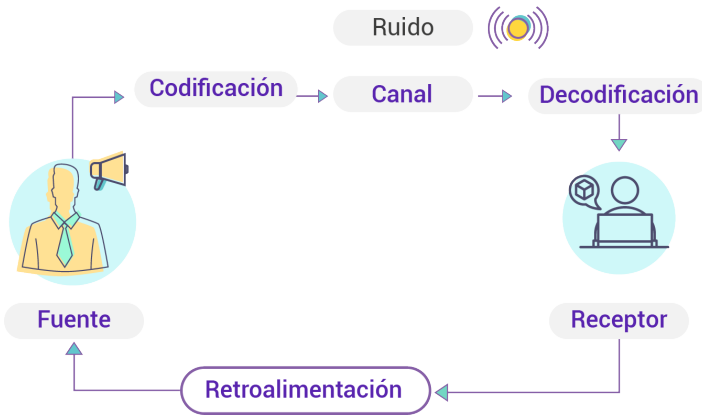 Ruido
Codificación
Canal
Decodificación
Fuente
Receptor
Retroalimentación